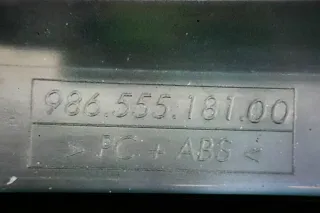 986.555.181.00
> PC + ABS <